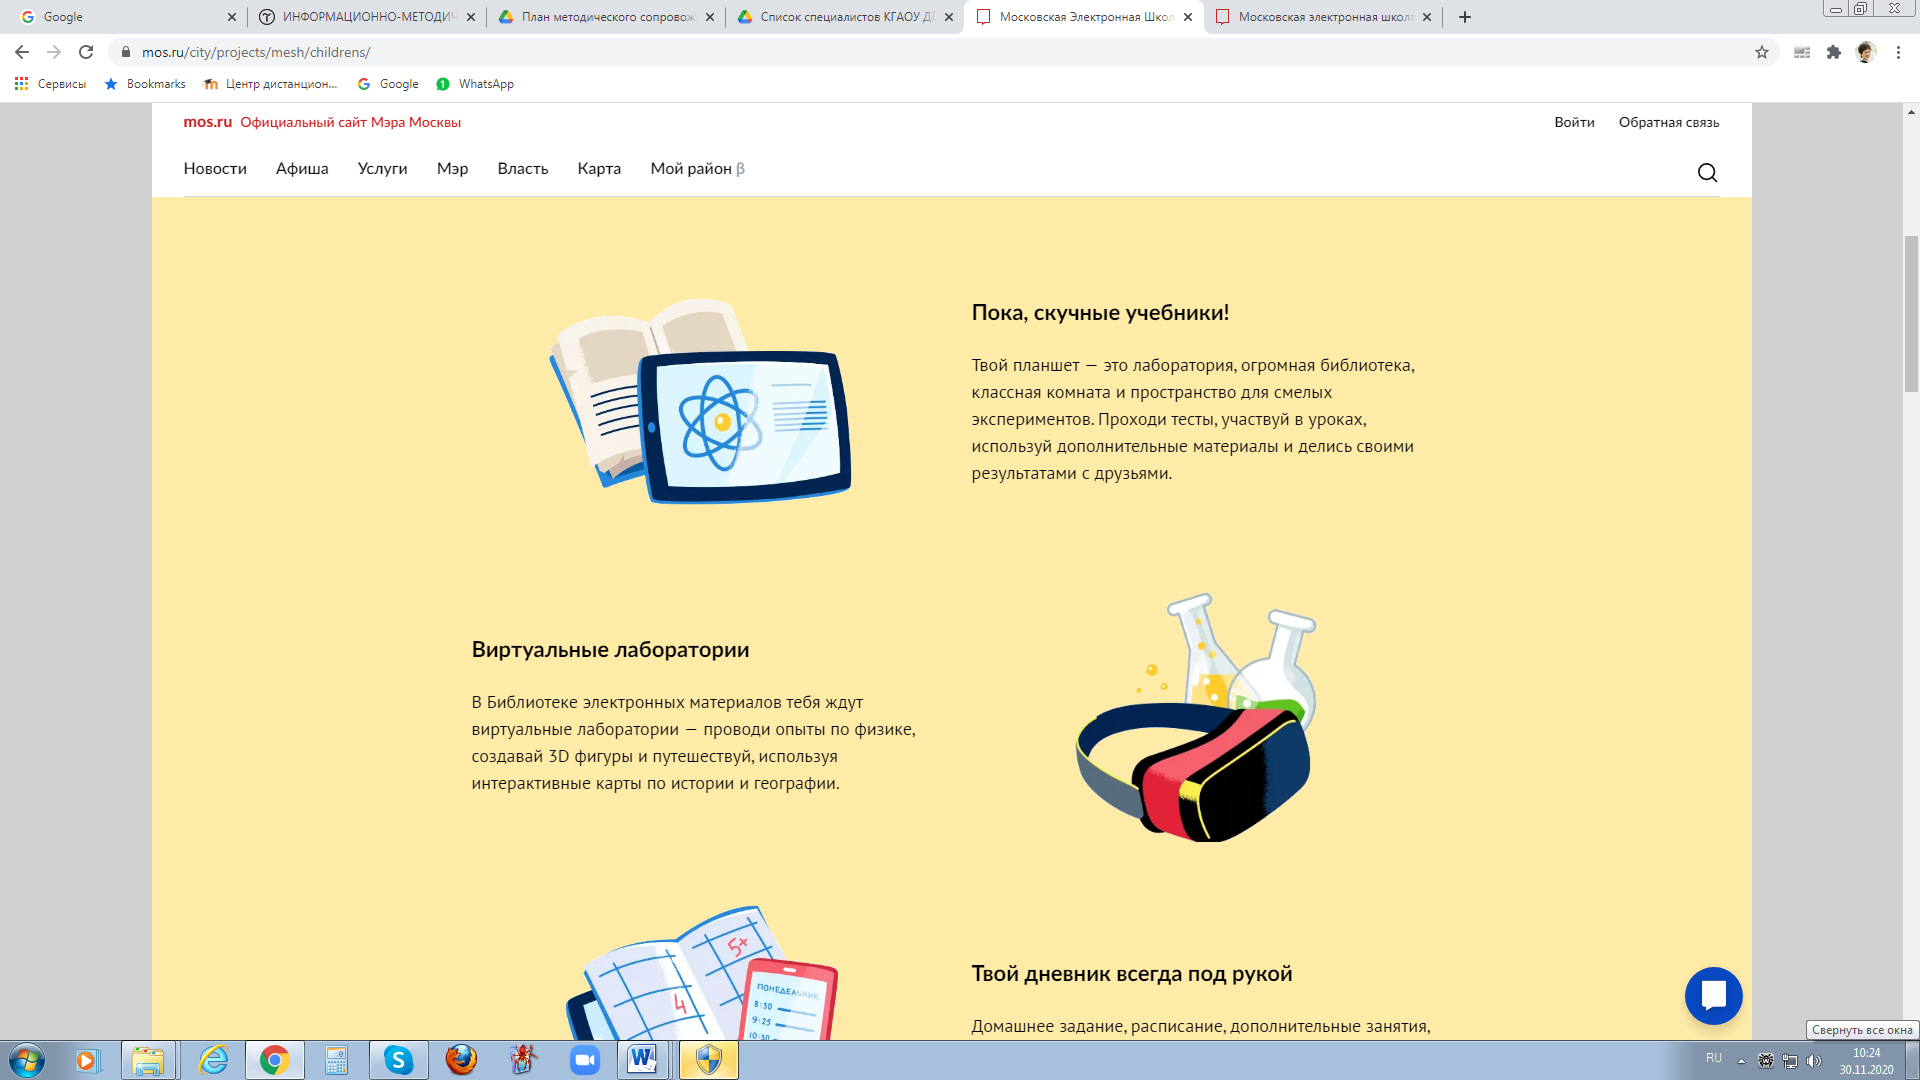 Google
ИНФОРМАЦИОННО-МЕТОДИЧ
План методического сопровож
Список специалистов КГАОУ ДП
Московская Электронная Шко
Московская электронная школ
mos.ru/city/projects/mesh/childrens/
Сервисы
Bookmarks
Центр дистанцион...
Google
1
WhatsApp
mos.ru Официальный сайт Мэра Москвы
Войти
Обратная связь
Новости
Афиша
Услуги
Мэр
Власть
Карта
Мой район β
Пока, скучные учебники!
Твой планшет — это лаборатория, огромная библиотека,
классная комната и пространство для смелых
экспериментов. Проходи тесты, участвуй в уроках,
используй дополнительные материалы и делись своими
результатами с друзьями.
Виртуальные лаборатории
В Библиотеке электронных материалов тебя ждут
виртуальные лаборатории — проводи опыты по физике,
создавай 3D фигуры и путешествуй, используя
интерактивные карты по истории и географии.
5+
4
ПОНЕДЕЛЬНИК
8:30
9:25
10:30
Твой дневник всегда под рукой
Домашнее задание, расписание, дополнительные занятия,
Свернуть все окна
RU
10:24
30.11.2020